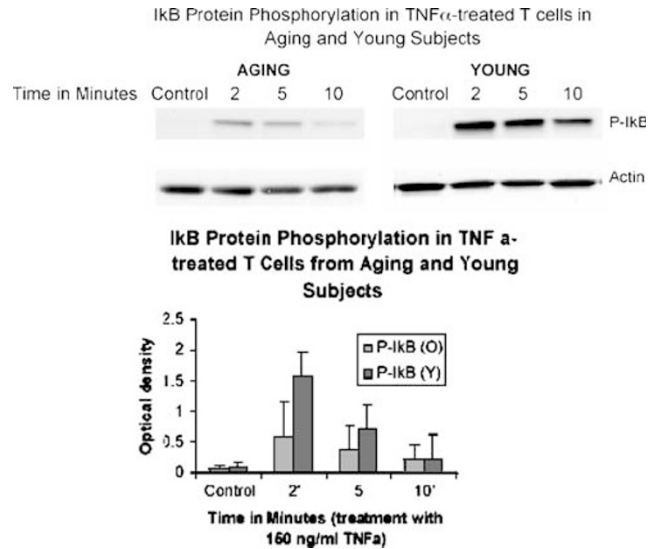 IkB Protein Phosphorylation in TNFα-treated T cells in
Aging and Young Subjects
AGING YOUNG
Time in Minutes Control 2 5 10 Control 2 5 10
P-IkB
Actin
IkB Protein Phosphorylation in TNF a-
treated T Cells from Aging and Young
Subjects
Optical density
2.5
2
1.5
1
0.5
0
P-IkB (O)
P-IkB (Y)
Control 2' 5 10'
Time in Minutes (treatment with
160 ng/ml TNFa)